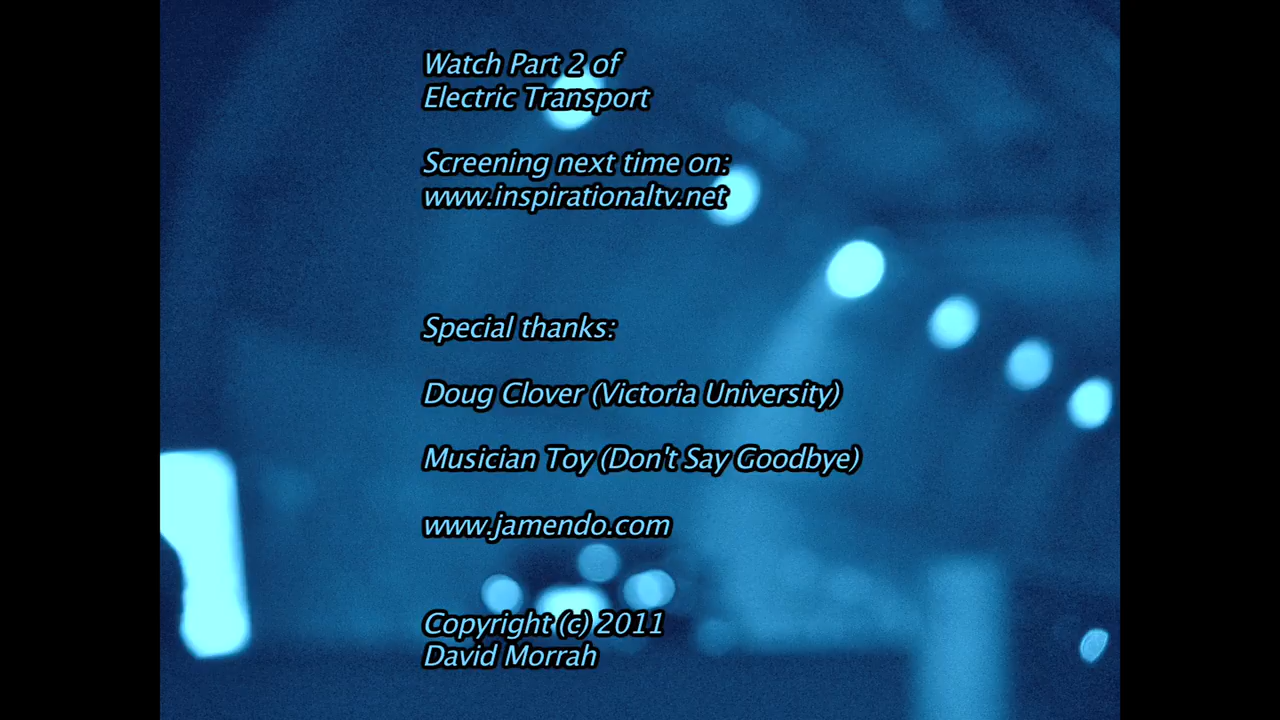 Watch Part 2 of
Electric Transport
Screening next time on:
www.inspirationaltv.net
Special thanks:
Doug Clover (Victoria University)
Musician Toy (Don't Say Goodbye)
www.jamendo.com
Copyright (c) 2011
David Morrah